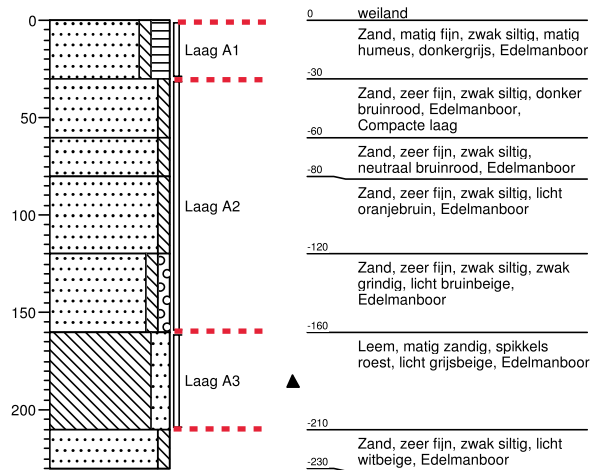 0
50
100
150
200
Laag A1
Laag A2
Laag A3
0
weiland
Zand, matig fijn, zwak siltig, matig
humeus, donkergrijs, Edelmanboor
-30
Zand, zeer fijn, zwak siltig, donker
bruinrood, Edelmanboor,
Compacte laag
-60
Zand, zeer fijn, zwak siltig,
neutraal bruinrood, Edelmanboor
-80
Zand, zeer fijn, zwak siltig, licht
oranjebruin, Edelmanboor
-120
Zand, zeer fijn, zwak siltig, zwak
grindig, licht bruinbeige,
Edelmanboor
-160
Leem, matig zandig, spikkels
roest, licht grijsbeige, Edelmanboor
-210
Zand, zeer fijn, zwak siltig, licht
witbeige, Edelmanboor
-230